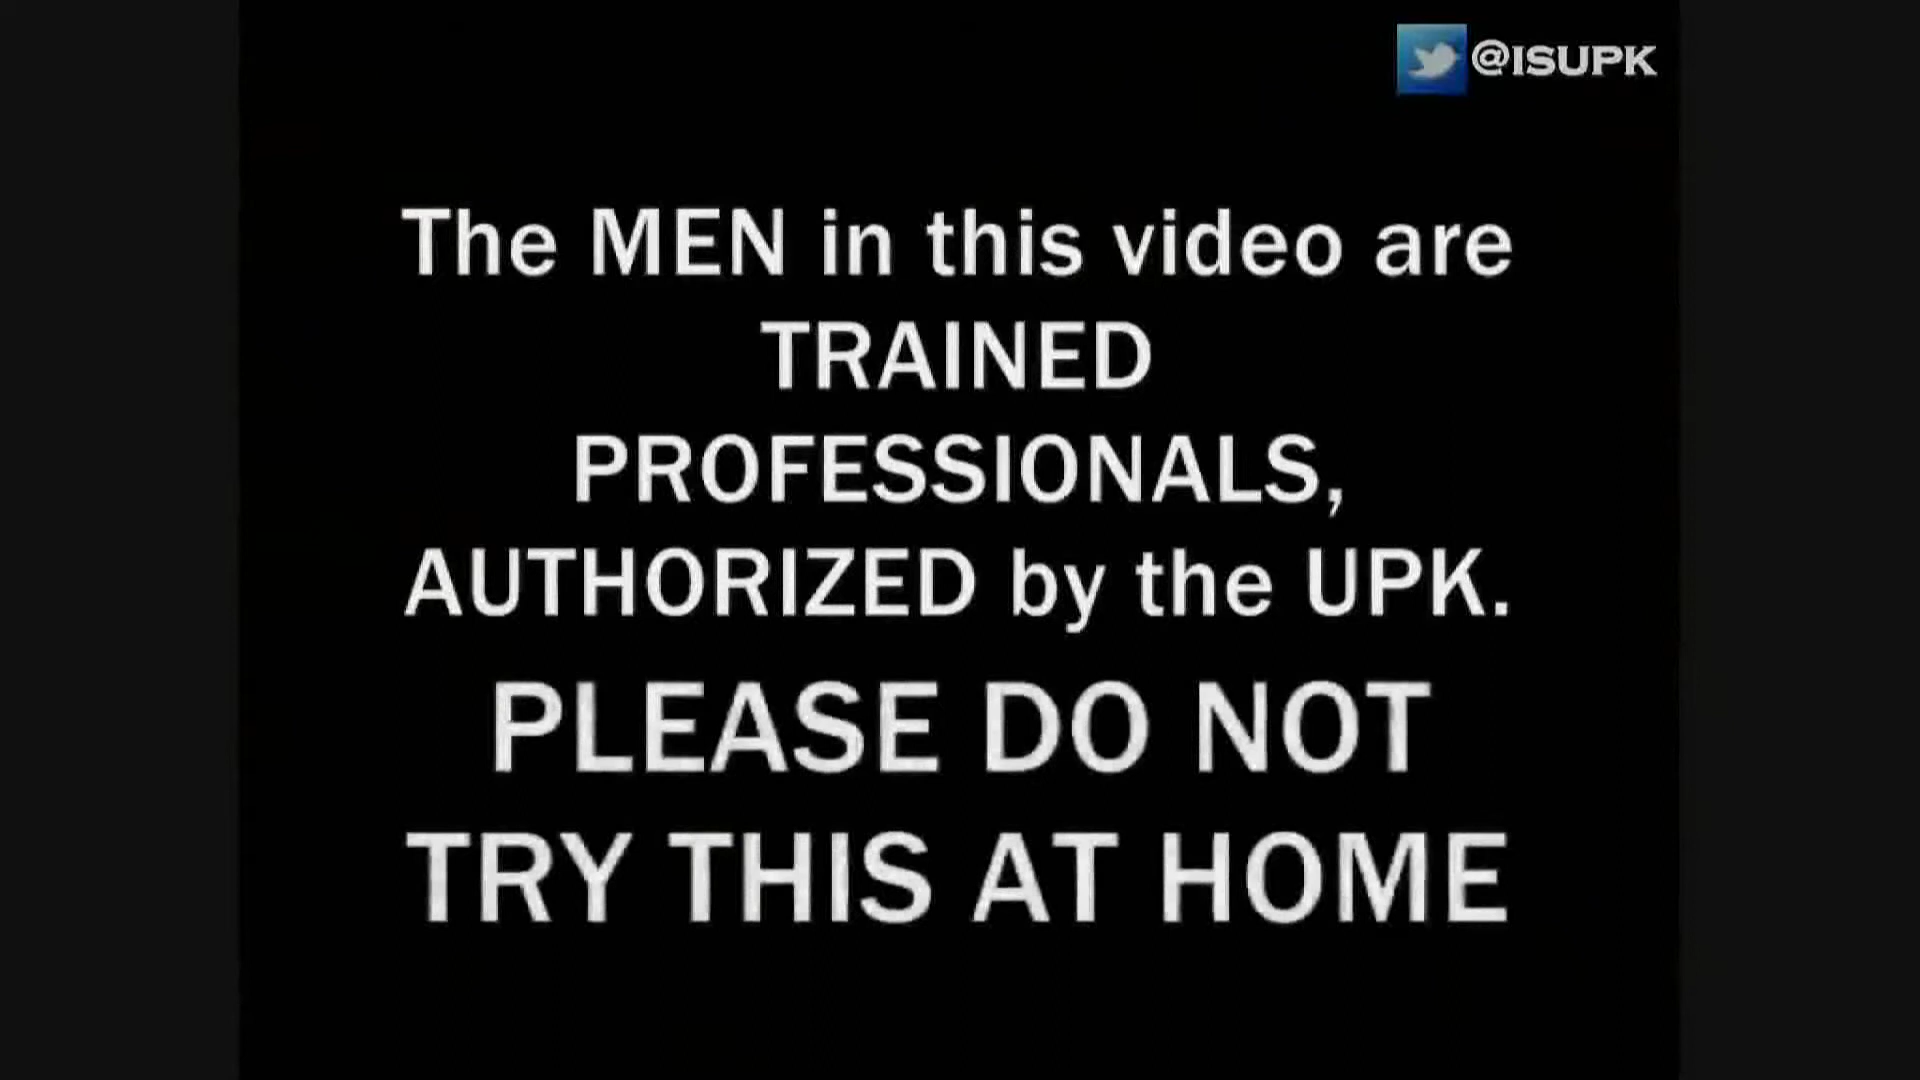 @ISUPK
The MEN in this video are
TRAINED
PROFESSIONALS,
AUTHORIZED by the UPK.
PLEASE DO NOT
TRY THIS AT HOME